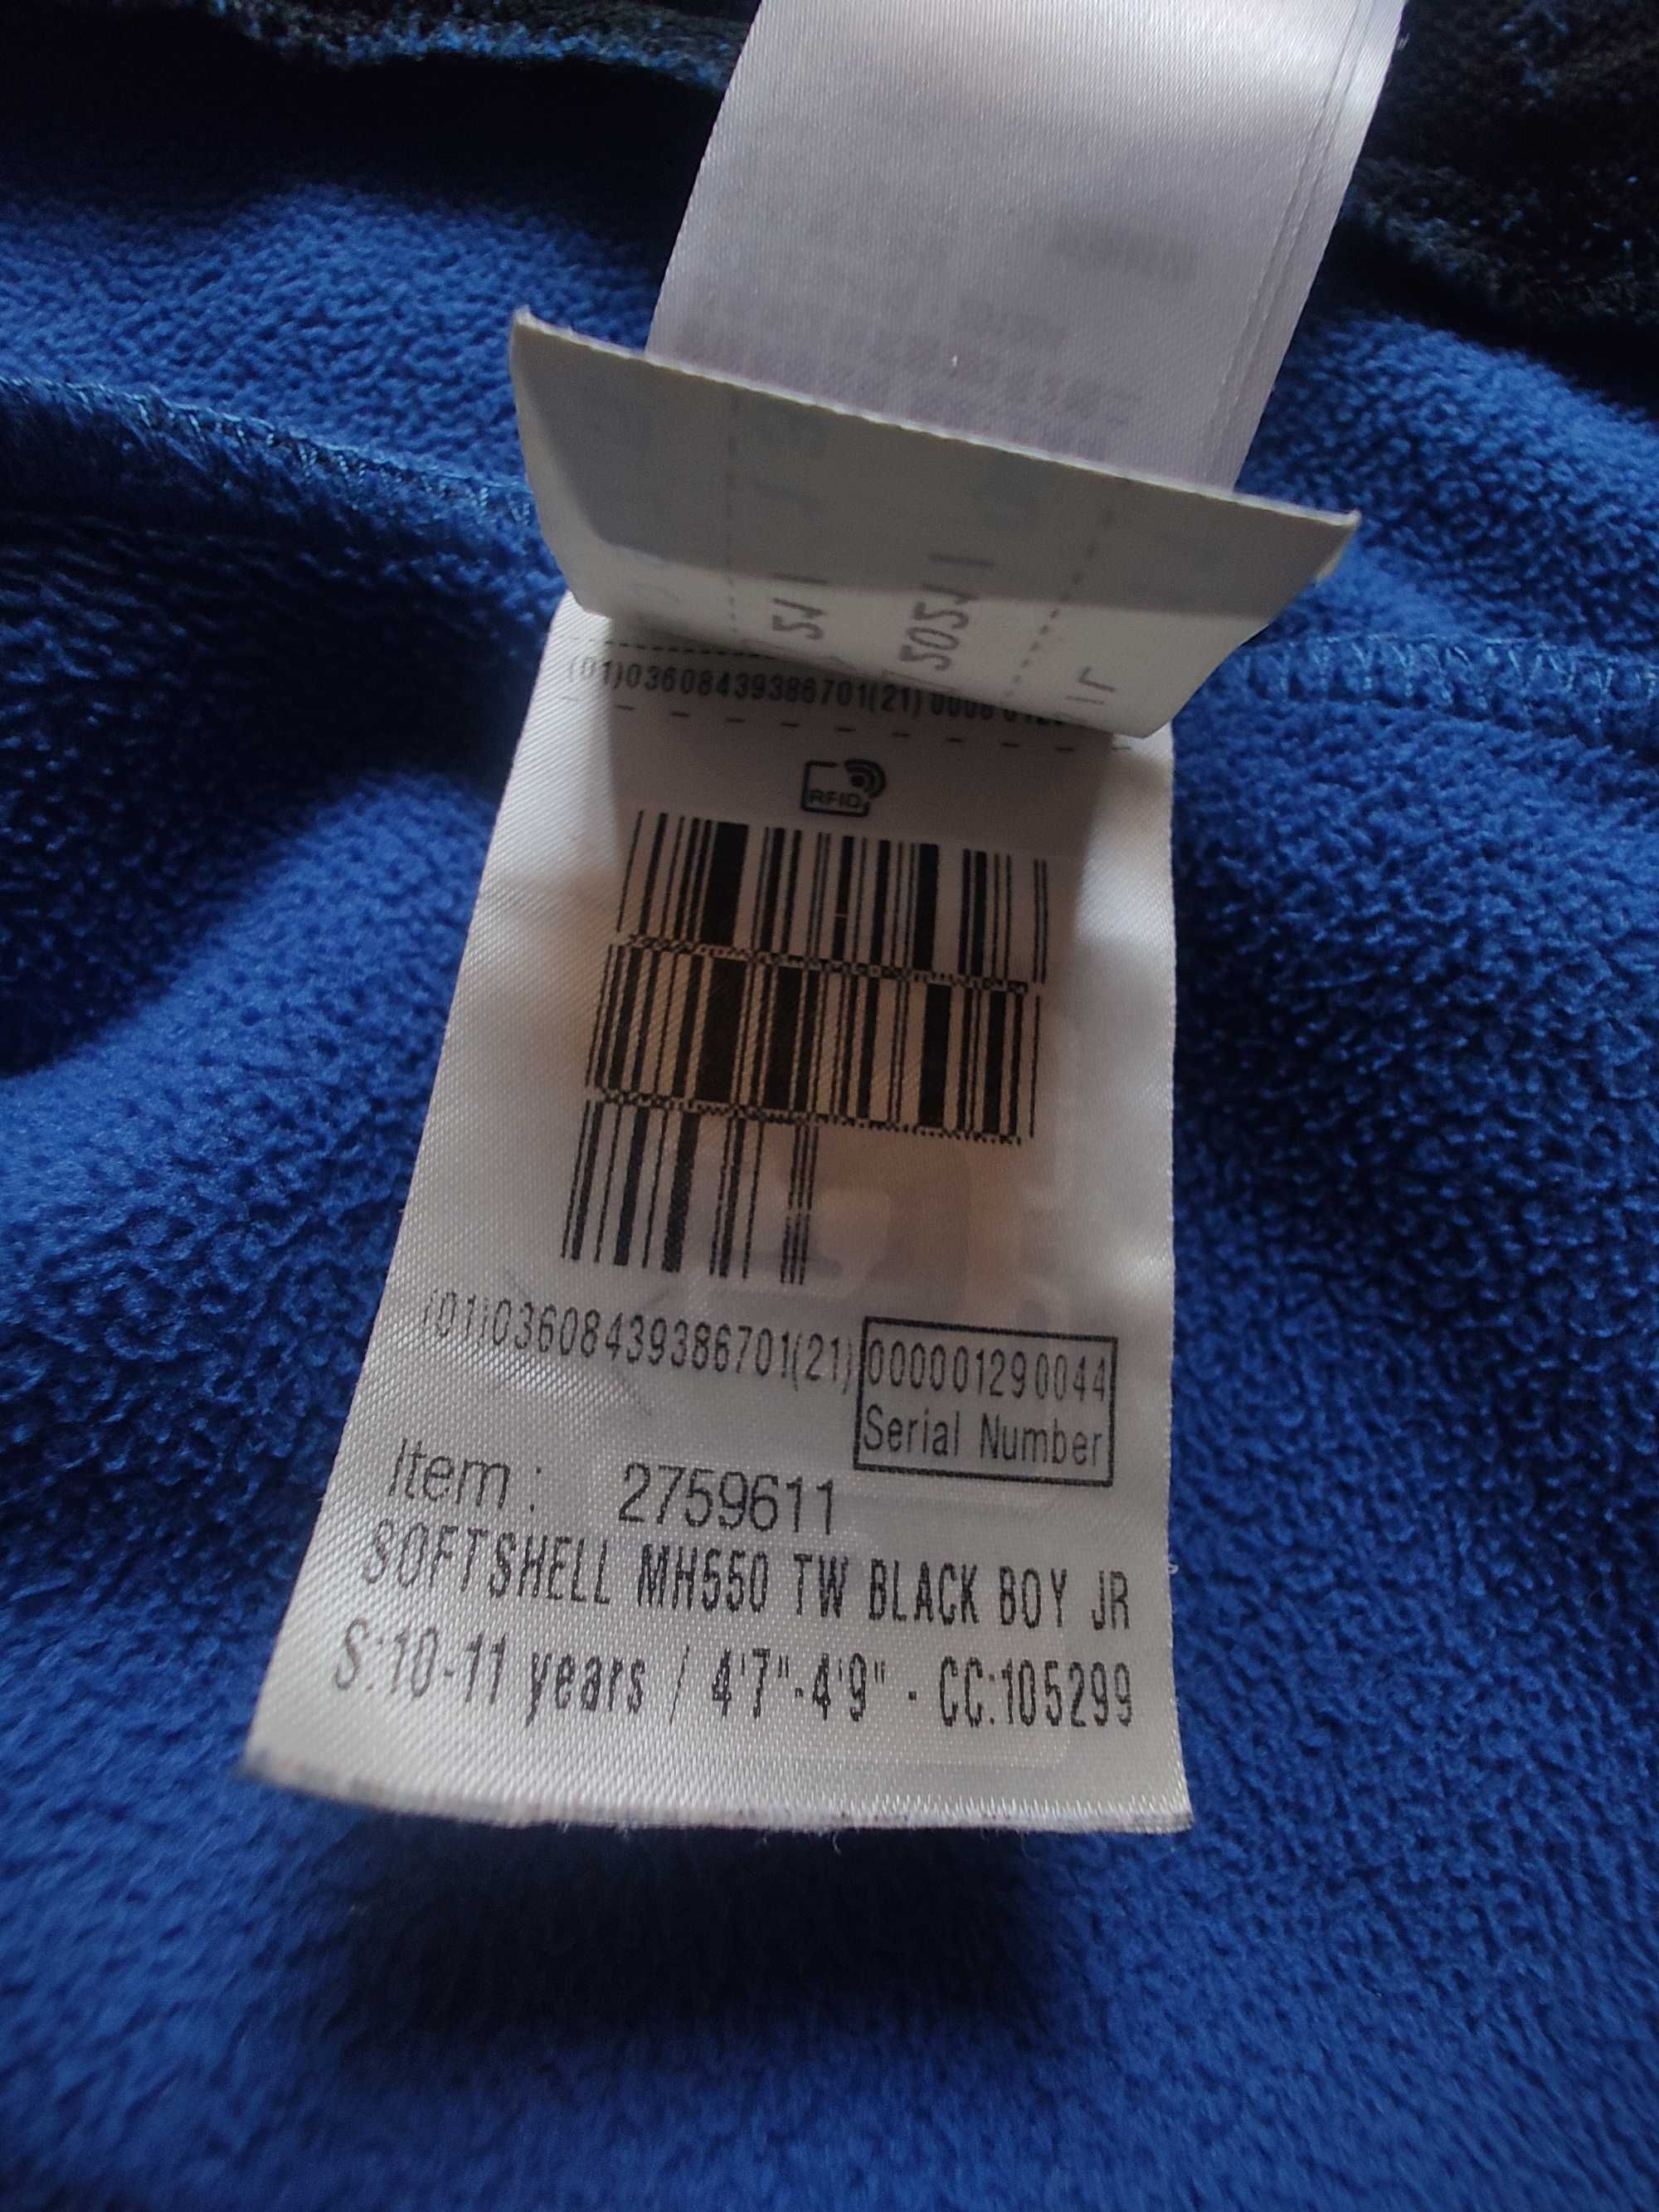 (01)03608439386701(21)
RFID
(01)03608439386701(21) 000001290044
Serial Number
Item : 2759611
SOFTSHELL MH550 TW BLACK BOY JR
S:10-11 years / 4'7"-4'9" - CC:105299